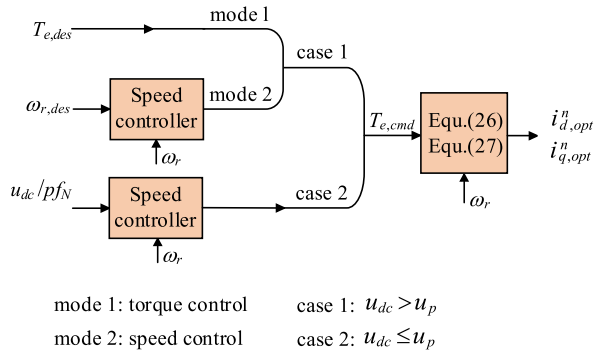 mode 1
T_{e,des}
case 1
ω_{r,des}
Speed controller
mode 2
ω_r
T_{e,cmd}
Equ.(26)
Equ.(27)
i^n_{d,opt}
i^n_{q,opt}
ω_r
u_{dc}/pf_N
Speed controller
case 2
ω_r
mode 1: torque control
case 1: u_{dc}>u_p
mode 2: speed control
case 2: u_{dc}≤u_p